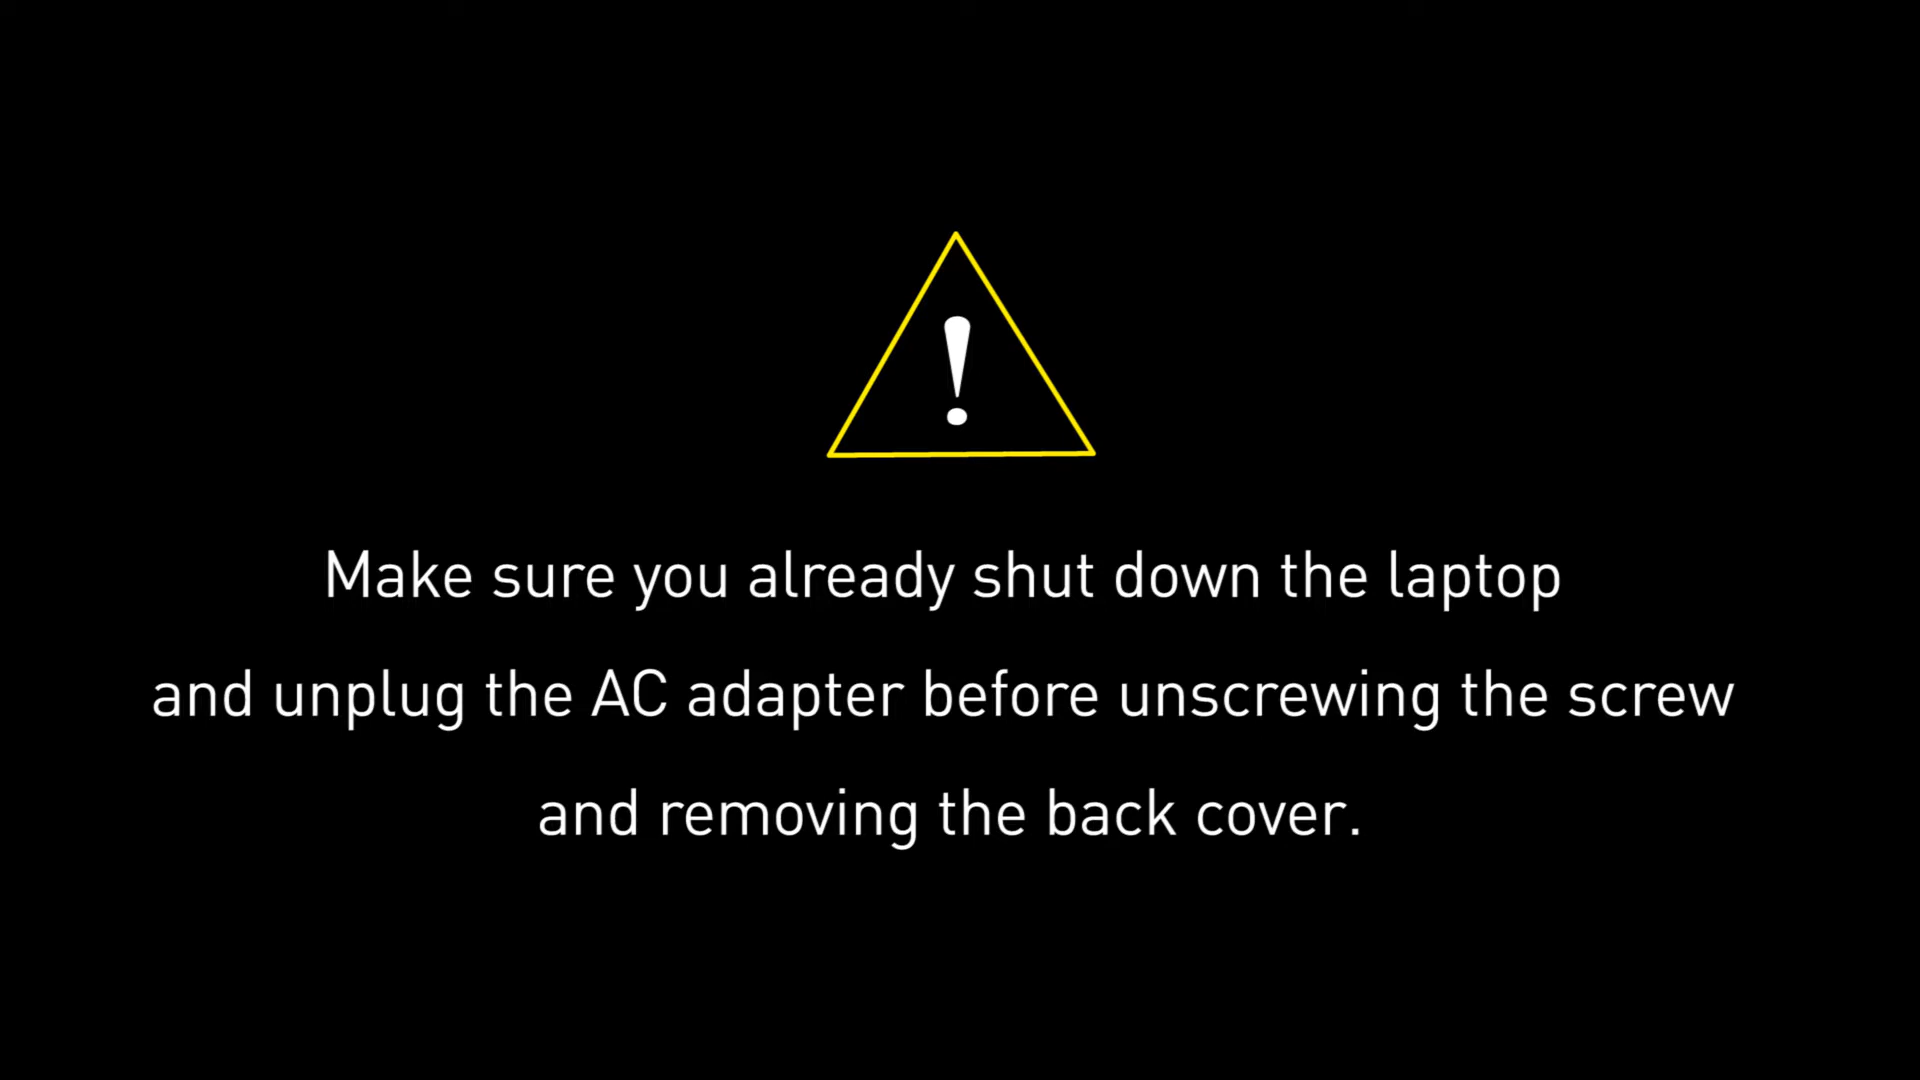 !
Make sure you already shut down the laptop
and unplug the AC adapter before unscrewing the screw
and removing the back cover.